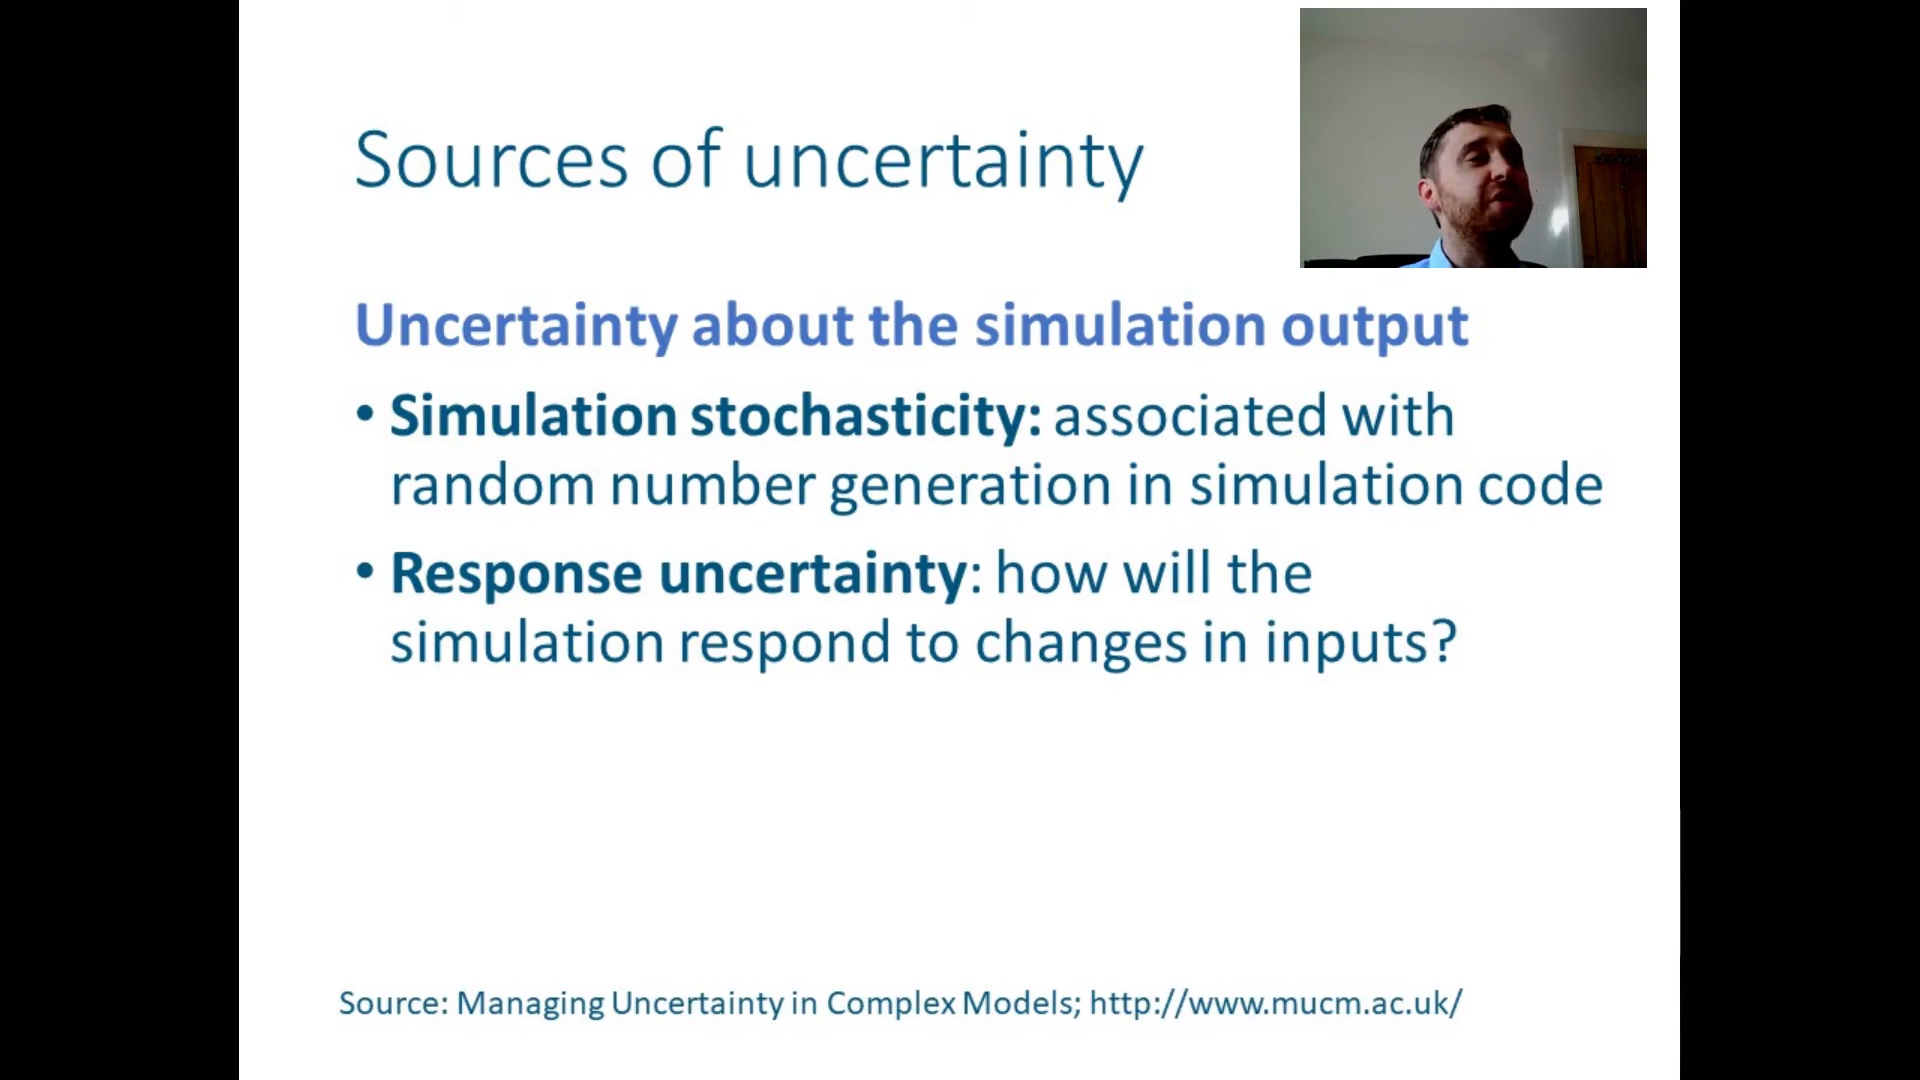 Sources of uncertainty
Uncertainty about the simulation output
• Simulation stochasticity: associated with
random number generation in simulation code
• Response uncertainty: how will the
simulation respond to changes in inputs?
Source: Managing Uncertainty in Complex Models; http://www.mucm.ac.uk/